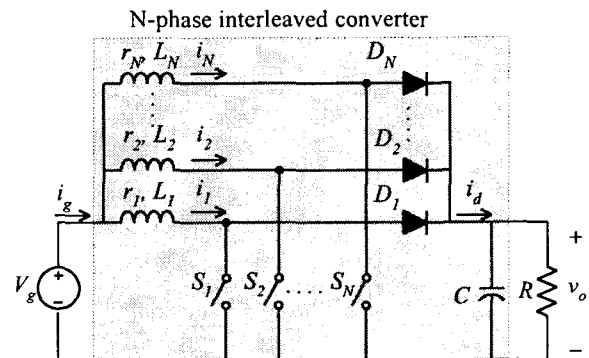 N-phase interleaved converter
r_N, L_N i_N D_N
r_2, L_2 i_2 D_2
i_g r_1, L_1 i_1 D_1 i_d
+
V_g + − S_1 S_2 .... S_N C R v_o
−